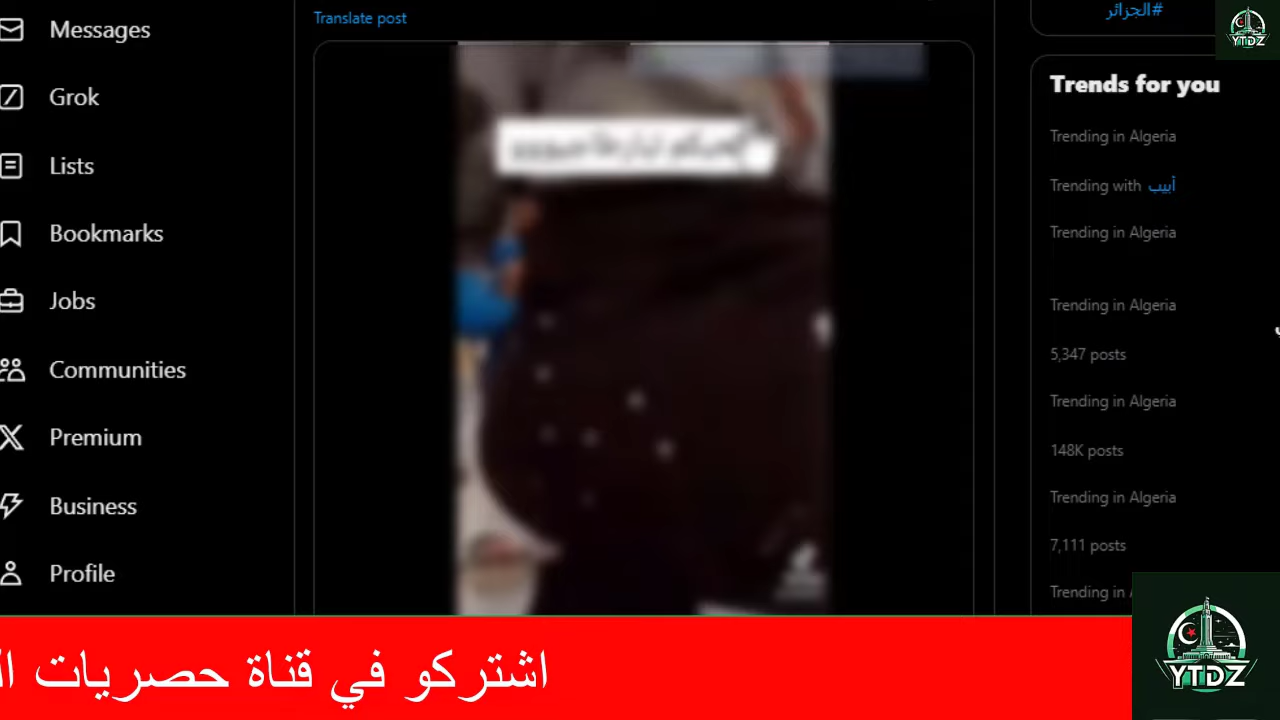 Messages
Grok
Lists
Bookmarks
Jobs
Communities
Premium
Business
Profile
Translate post
#الجزائر
YTDZ
Trends for you
Trending in Algeria
Trending with أبيب
Trending in Algeria
Trending in Algeria
5,347 posts
Trending in Algeria
148K posts
Trending in Algeria
7,111 posts
Trending in
اشتركو في قناة حصريات
YTDZ